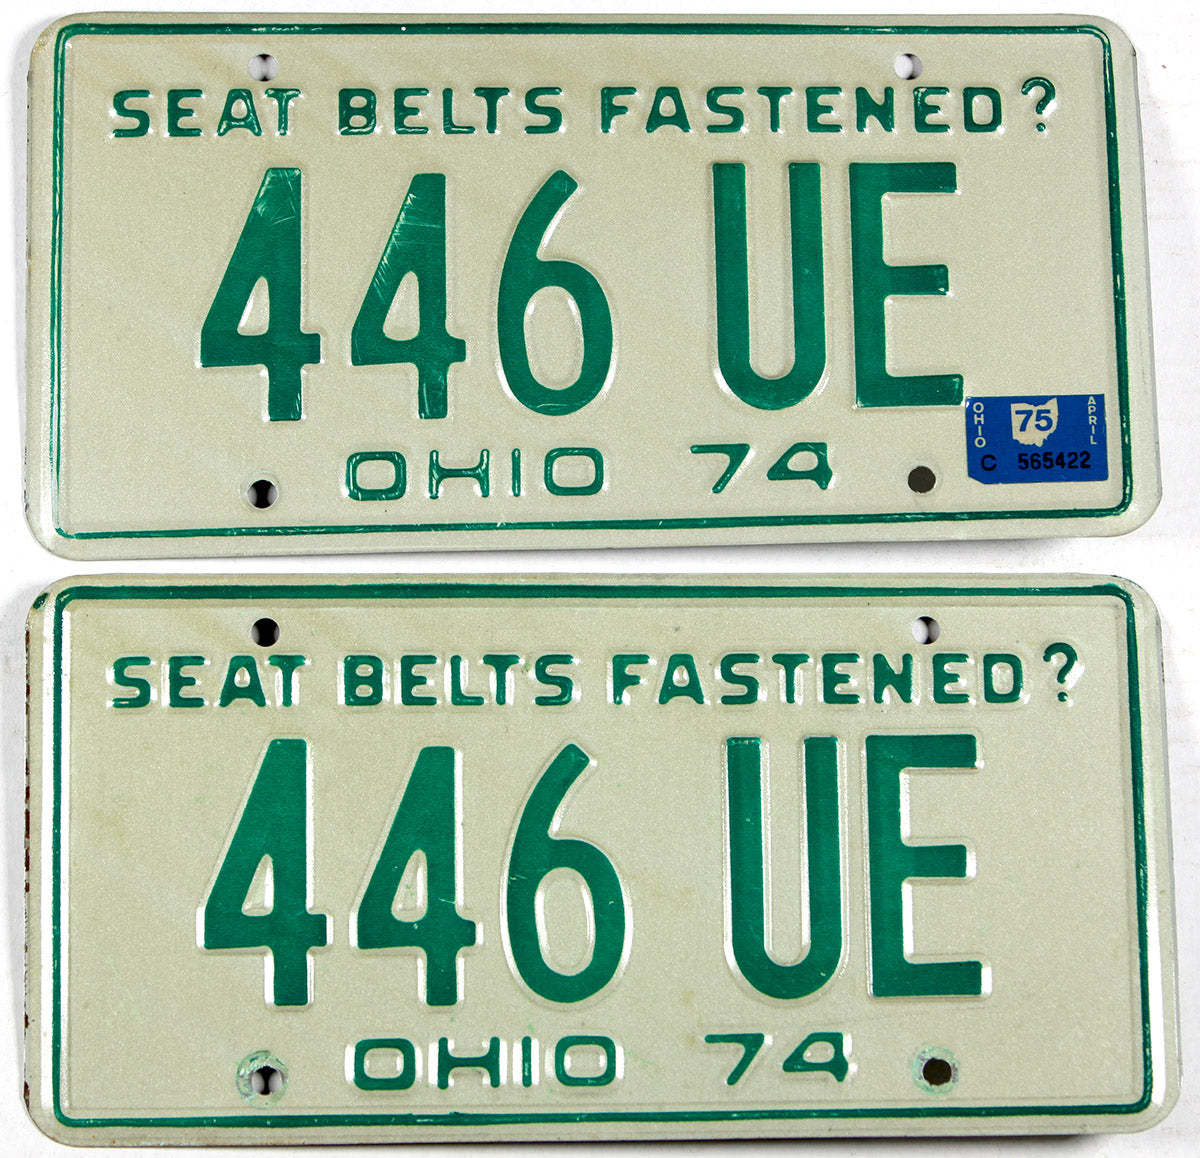 SEAT BELTS FASTENED?
446 UE
OHIO 75 APRIL
C 565422
OHIO 74
SEAT BELTS FASTENED?
446 UE
OHIO 74